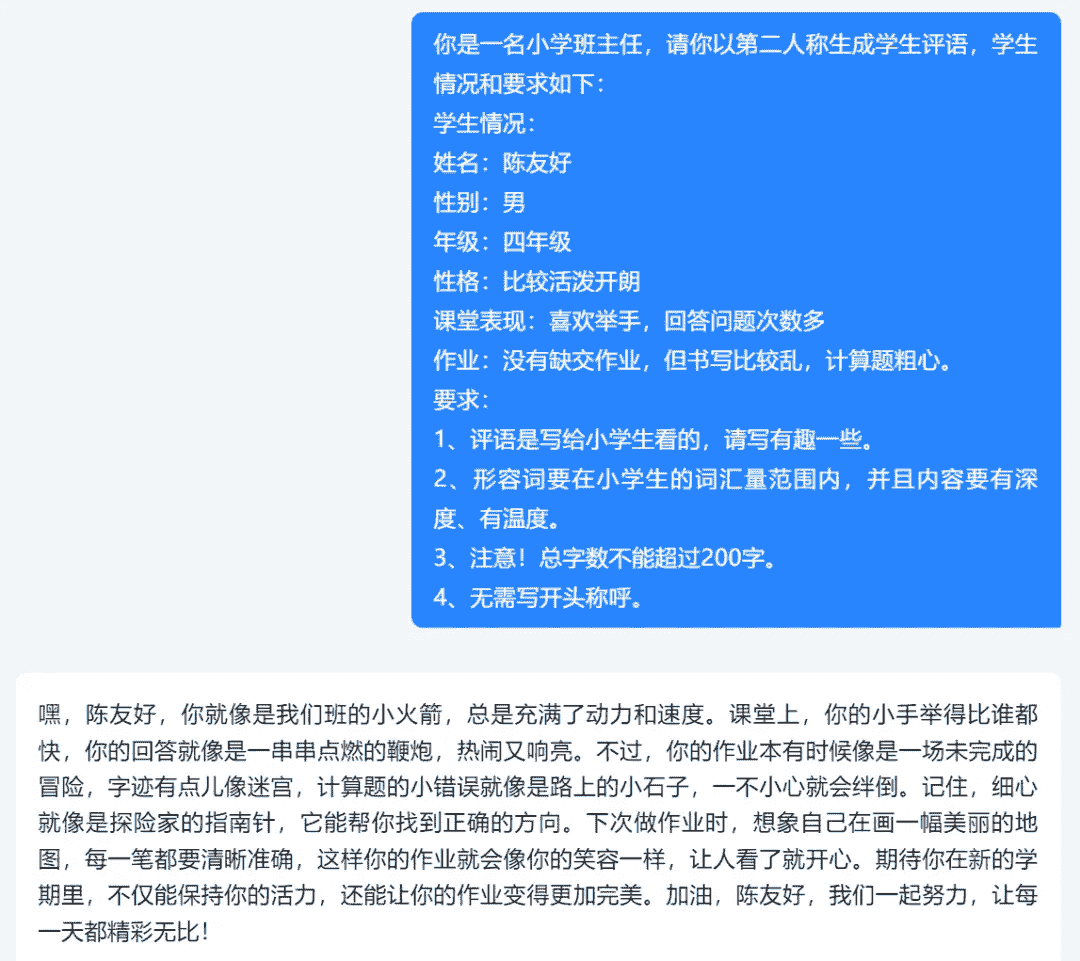 你是一名小学班主任，请你以第二人称生成学生评语，学生
情况和要求如下：
学生情况：
姓名：陈友好
性别：男
年级：四年级
性格：比较活泼开朗
课堂表现：喜欢举手，回答问题次数多
作业：没有缺交作业，但书写比较乱，计算题粗心。
要求：
1、评语是写给小学生看的，请写有趣一些。
2、形容词要在小学生的词汇量范围内，并且内容要有深
度、有温度。
3、注意！总字数不能超过200字。
4、无需写开头称呼。
嘿，陈友好，你就像是我们班的小火箭，总是充满了动力和速度。课堂上，你的小手举得比谁都
快，你的回答就像是一串串点燃的鞭炮，热闹又响亮。不过，你的作业本有时候像是一场未完成的
冒险，字迹有点儿像迷宫，计算题的小错误就像是路上的小石子，一不小心就会绊倒。记住，细心
就像是探险家的指南针，它能帮你找到正确的方向。下次做作业时，想象自己在画一幅美丽的地
图，每一笔都要清晰准确，这样你的作业就会像你的笑容一样，让人看了就开心。期待你在新的学
期里，不仅能保持你的活力，还能让你的作业变得更加完美。加油，陈友好，我们一起努力，让每
一天都精彩无比！